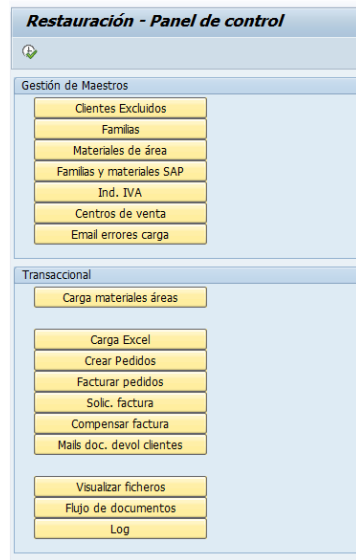 Restauración - Panel de control
Gestión de Maestros
Clientes Excluidos
Familias
Materiales de área
Familias y materiales SAP
Ind. IVA
Centros de venta
Email errores carga
Transaccional
Carga materiales áreas
Carga Excel
Crear Pedidos
Facturar pedidos
Solic. factura
Compensar factura
Mails doc. devol clientes
Visualizar ficheros
Flujo de documentos
Log